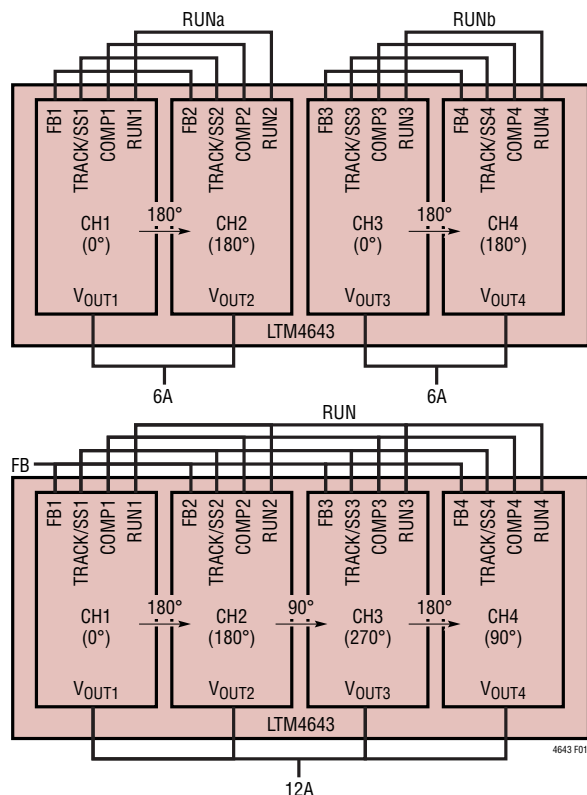 RUNa RUNb
FB1 TRACK/SS1 COMP1 RUN1 FB2 TRACK/SS2 COMP2 RUN2 FB3 TRACK/SS3 COMP3 RUN3 FB4 TRACK/SS4 COMP4 RUN4
180° 180°
CH1 CH2 CH3 CH4
(0°) (180°) (0°) (180°)
VOUT1 VOUT2 VOUT3 VOUT4
LTM4643
6A 6A
RUN
FB
FB1 TRACK/SS1 COMP1 RUN1 FB2 TRACK/SS2 COMP2 RUN2 FB3 TRACK/SS3 COMP3 RUN3 FB4 TRACK/SS4 COMP4 RUN4
180° 90° 180°
CH1 CH2 CH3 CH4
(0°) (180°) (270°) (90°)
VOUT1 VOUT2 VOUT3 VOUT4
LTM4643
4643 F01
12A